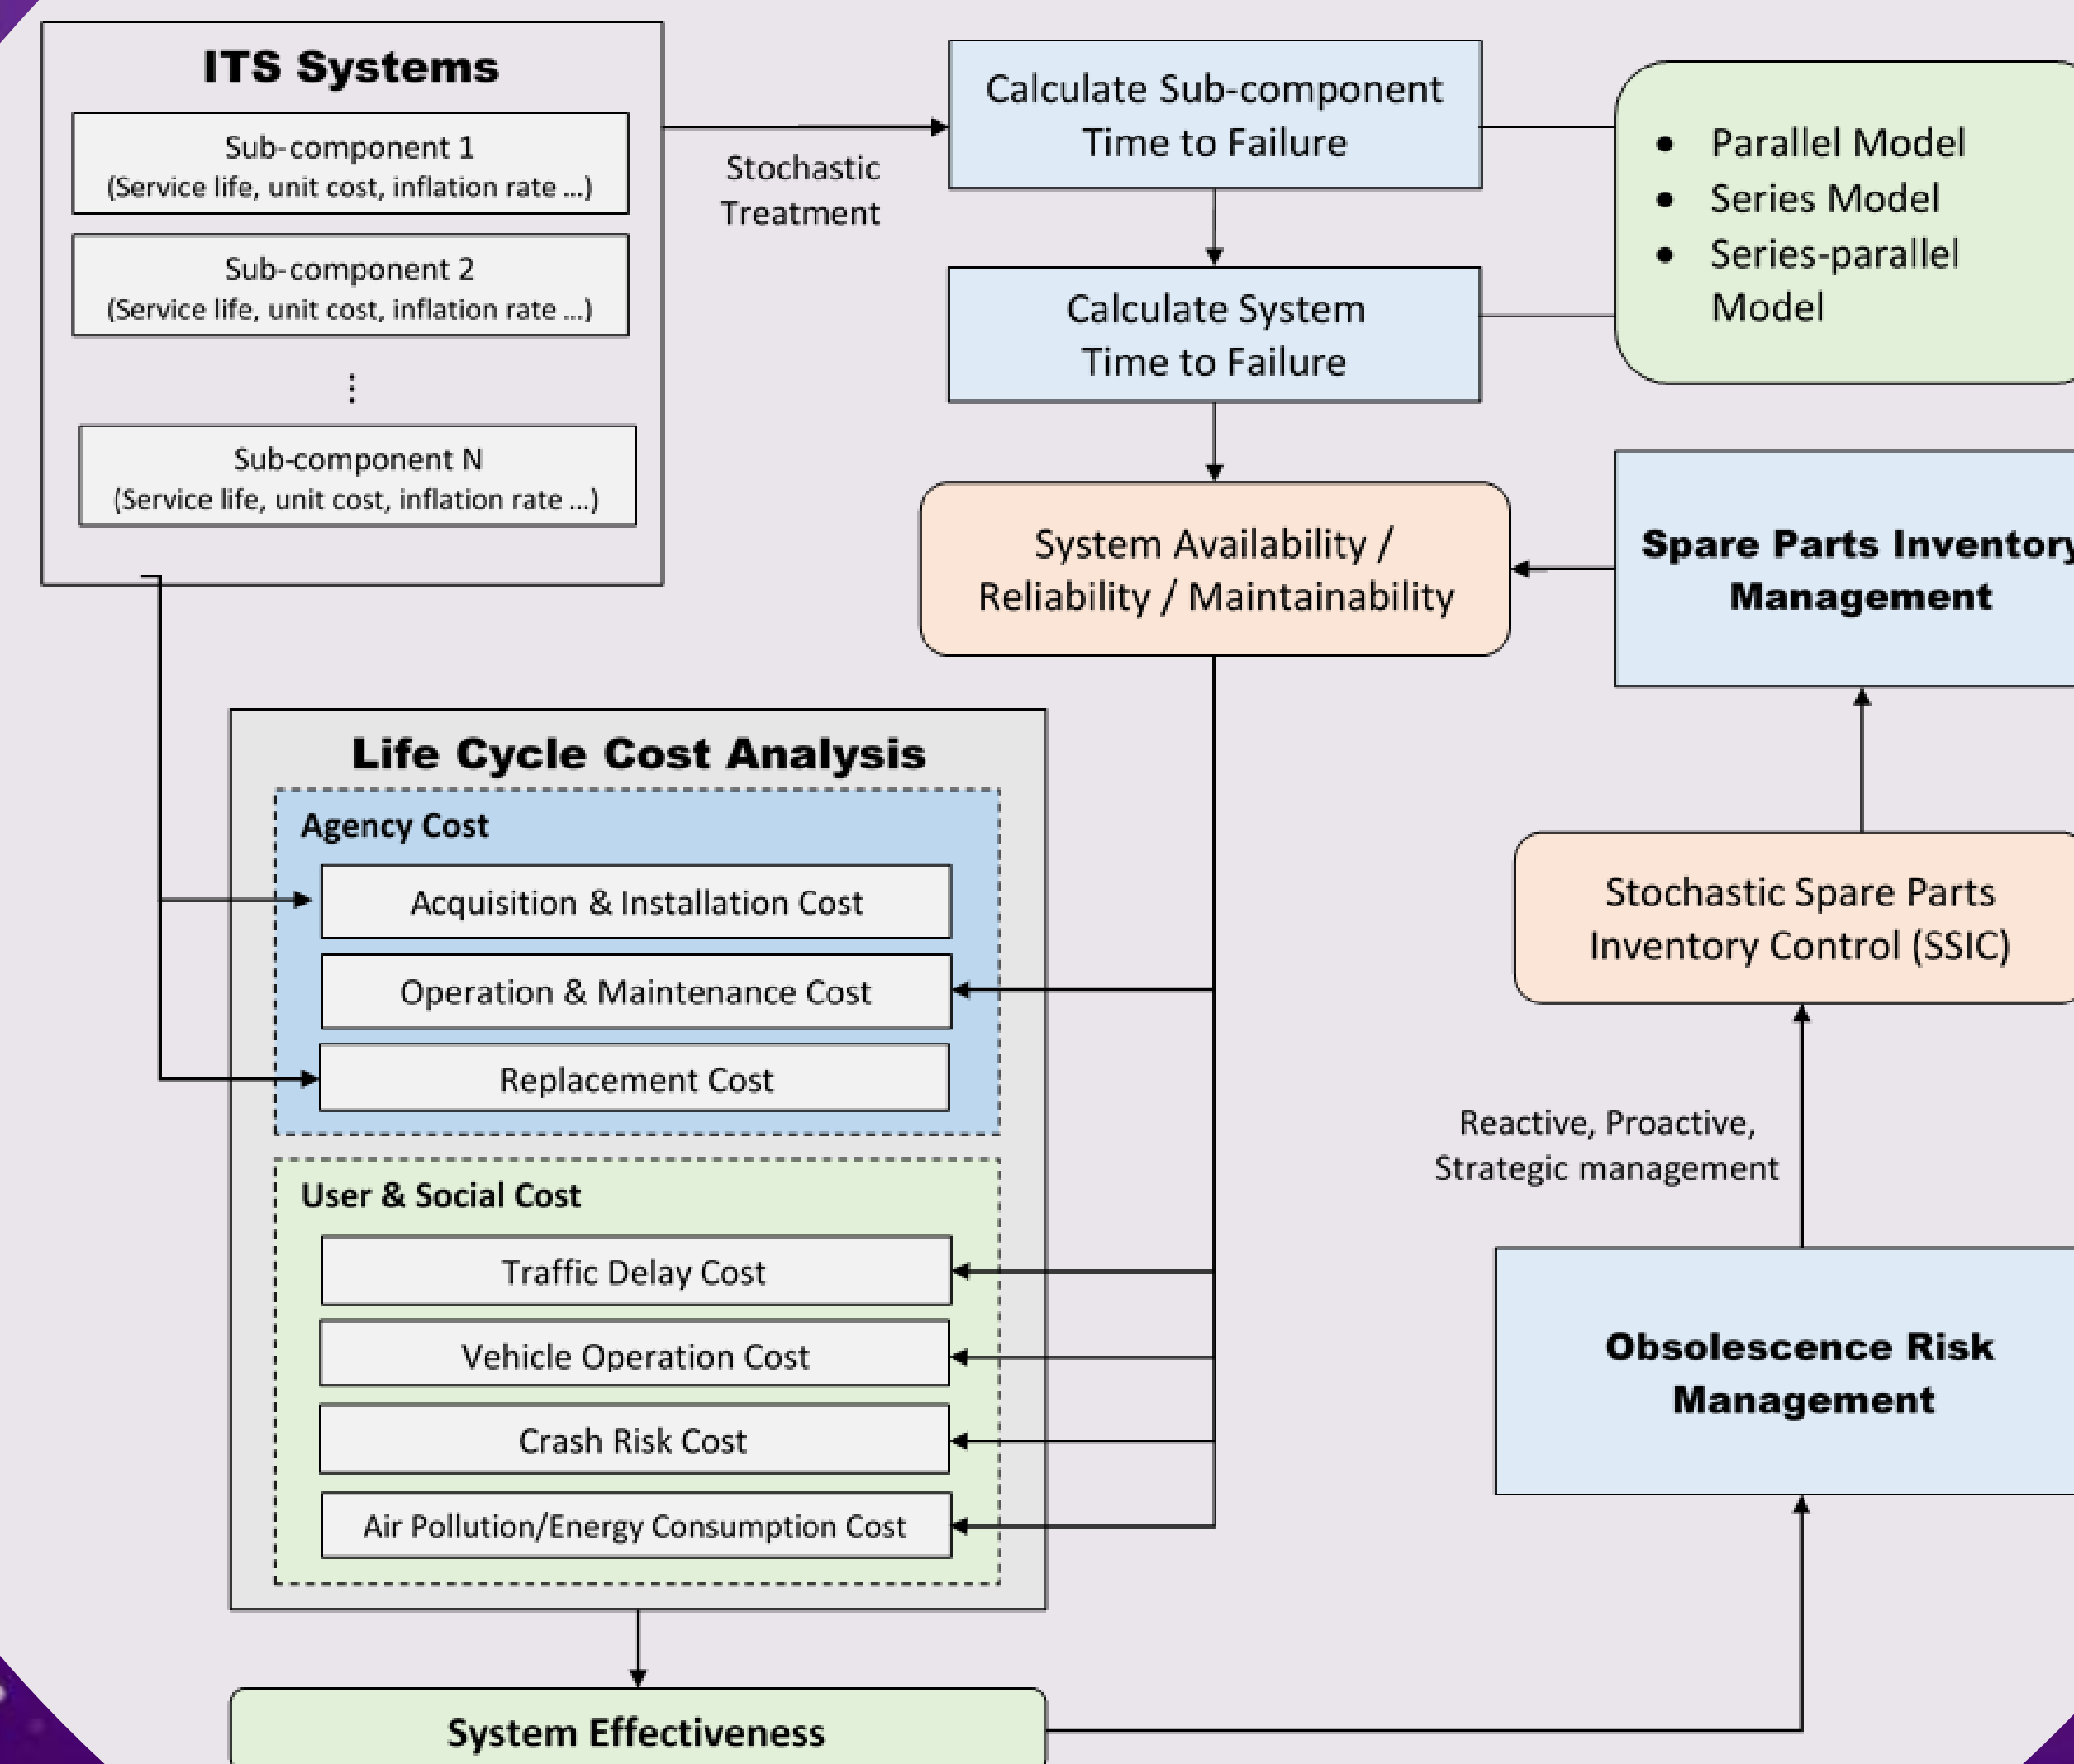 ITS Systems
Sub-component 1
(Service life, unit cost, inflation rate ...)
Sub-component 2
(Service life, unit cost, inflation rate ...)
⋮
Sub-component N
(Service life, unit cost, inflation rate ...)
Stochastic
Treatment
Calculate Sub-component
Time to Failure
Calculate System
Time to Failure
• Parallel Model
• Series Model
• Series-parallel
Model
System Availability /
Reliability / Maintainability
Spare Parts Inventory
Management
Life Cycle Cost Analysis
Agency Cost
Acquisition & Installation Cost
Operation & Maintenance Cost
Replacement Cost
User & Social Cost
Traffic Delay Cost
Vehicle Operation Cost
Crash Risk Cost
Air Pollution/Energy Consumption Cost
Stochastic Spare Parts
Inventory Control (SSIC)
Reactive, Proactive,
Strategic management
Obsolescence Risk
Management
System Effectiveness